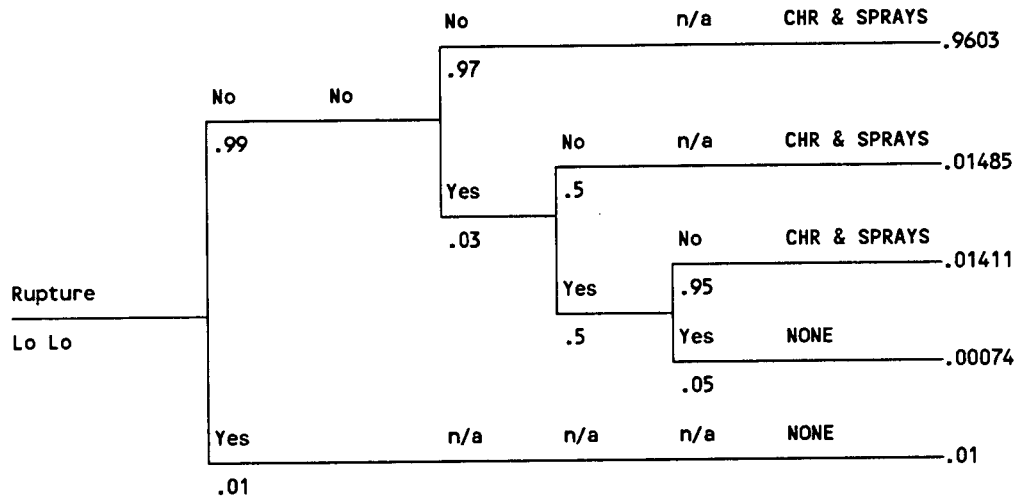 No n/a CHR & SPRAYS
.9603
.97
No No
.99
No n/a CHR & SPRAYS
.01485
Yes .5
.03
No CHR & SPRAYS
.01411
Yes .95
Rupture
.5 Yes NONE
Lo Lo
.00074
.05
Yes n/a n/a n/a NONE
.01
.01